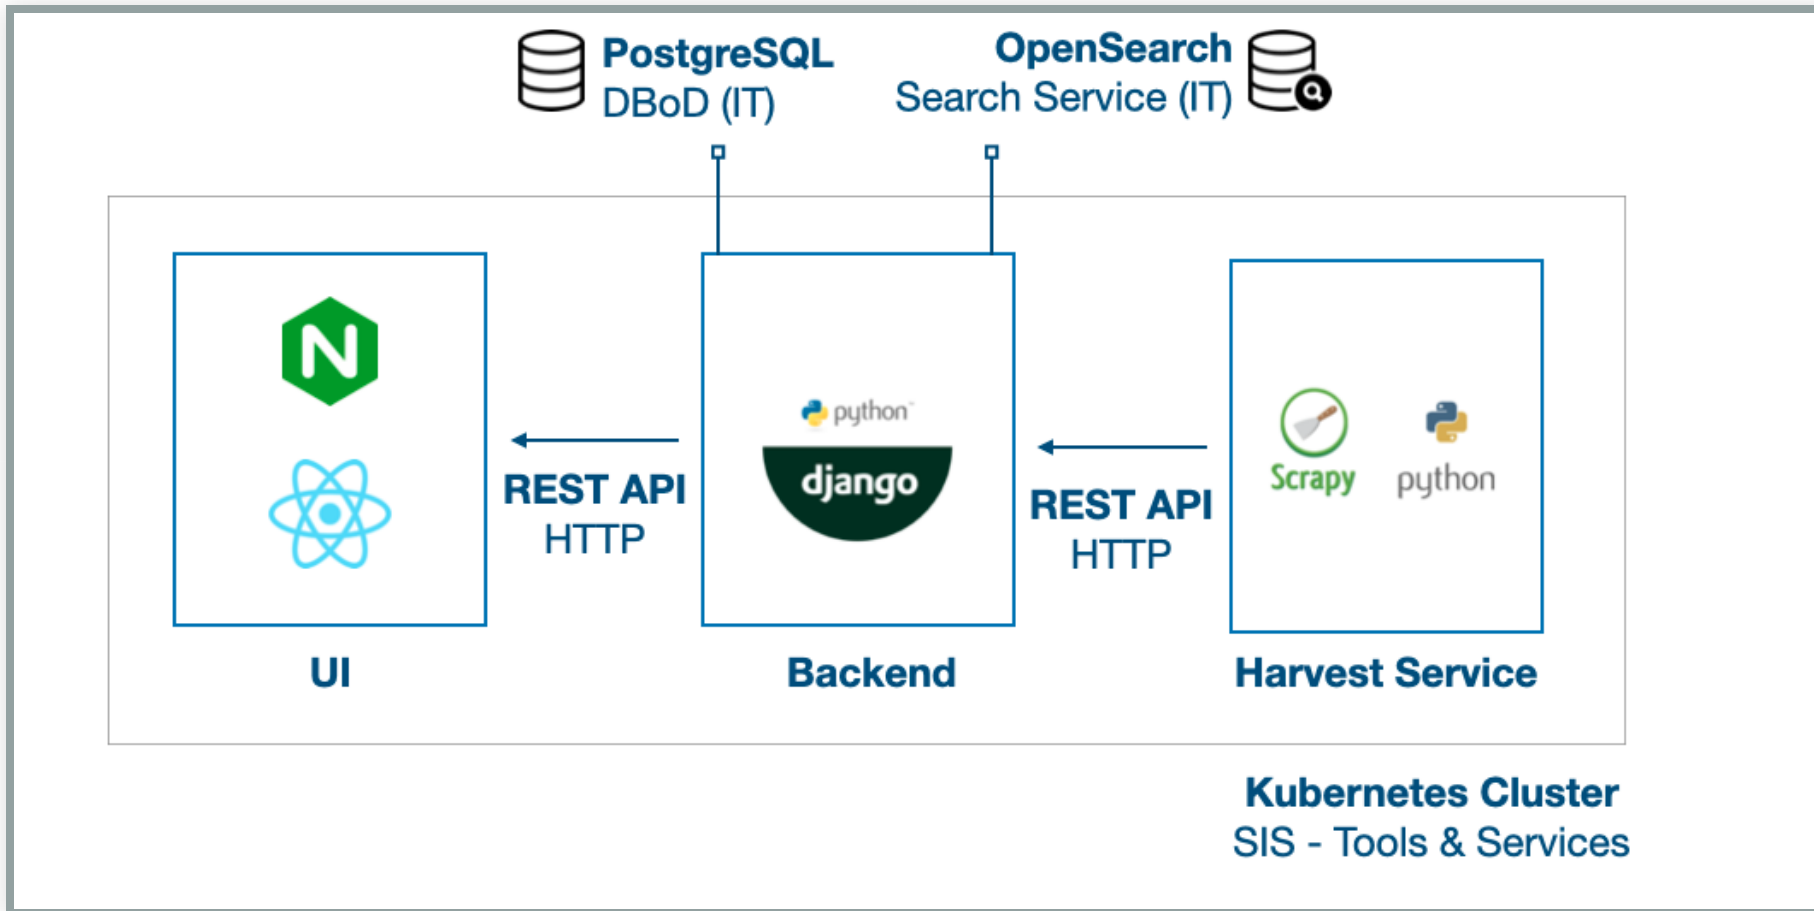 PostgreSQL
DBoD (IT)
OpenSearch
Search Service (IT)
N
REST API
HTTP
UI
python
django
Backend
REST API
HTTP
Scrapy
python
Harvest Service
Kubernetes Cluster
SIS - Tools & Services